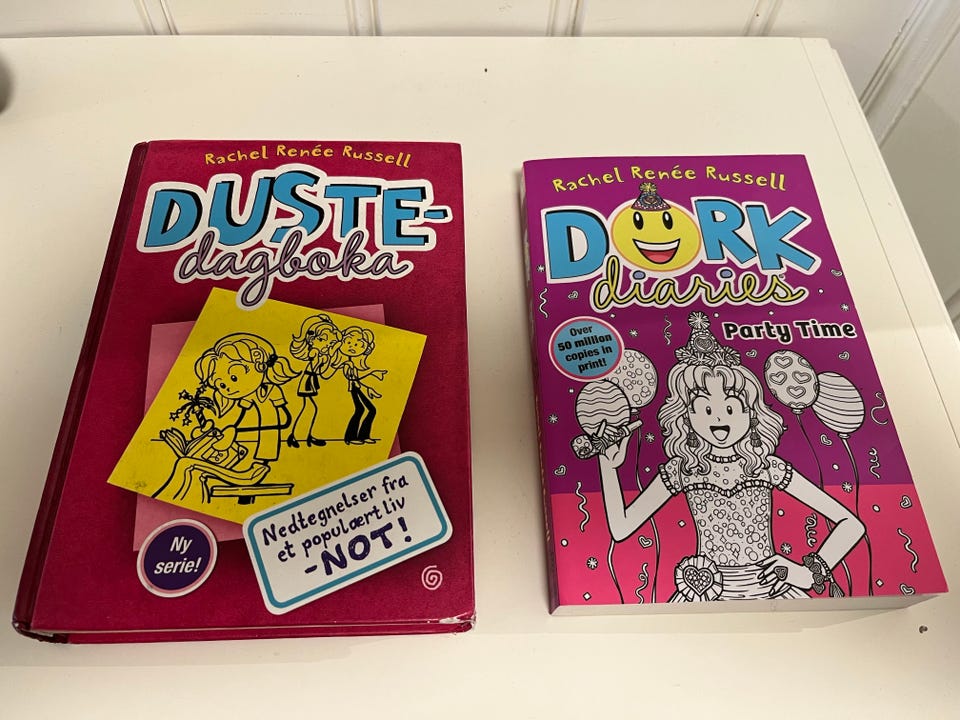 Rachel Renée Russell
DUSTE-
dagboka
Nedtegnelser fra
et populært liv
-NOT!
Ny
serie!
Rachel Renée Russell
DORK
diaries
Party Time
Over
50 million
copies in
print!